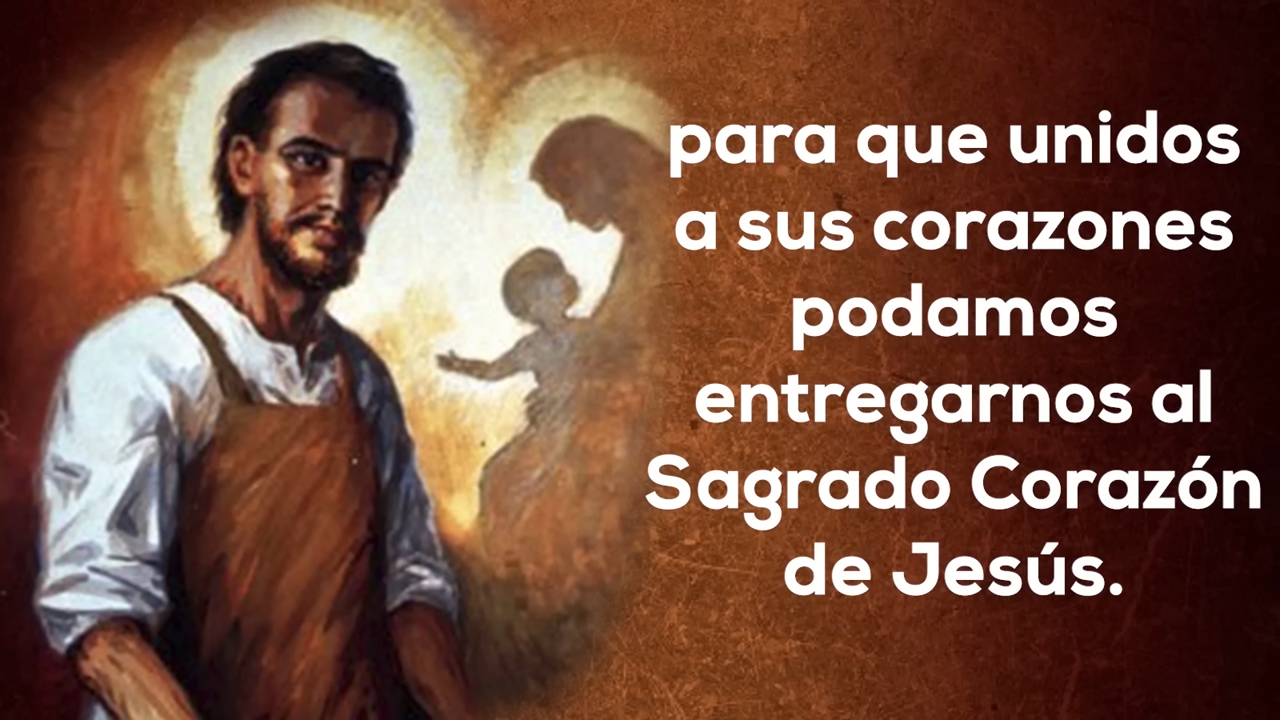 para que unidos
a sus corazones
podamos
entregarnos al
Sagrado Corazón
de Jesús.